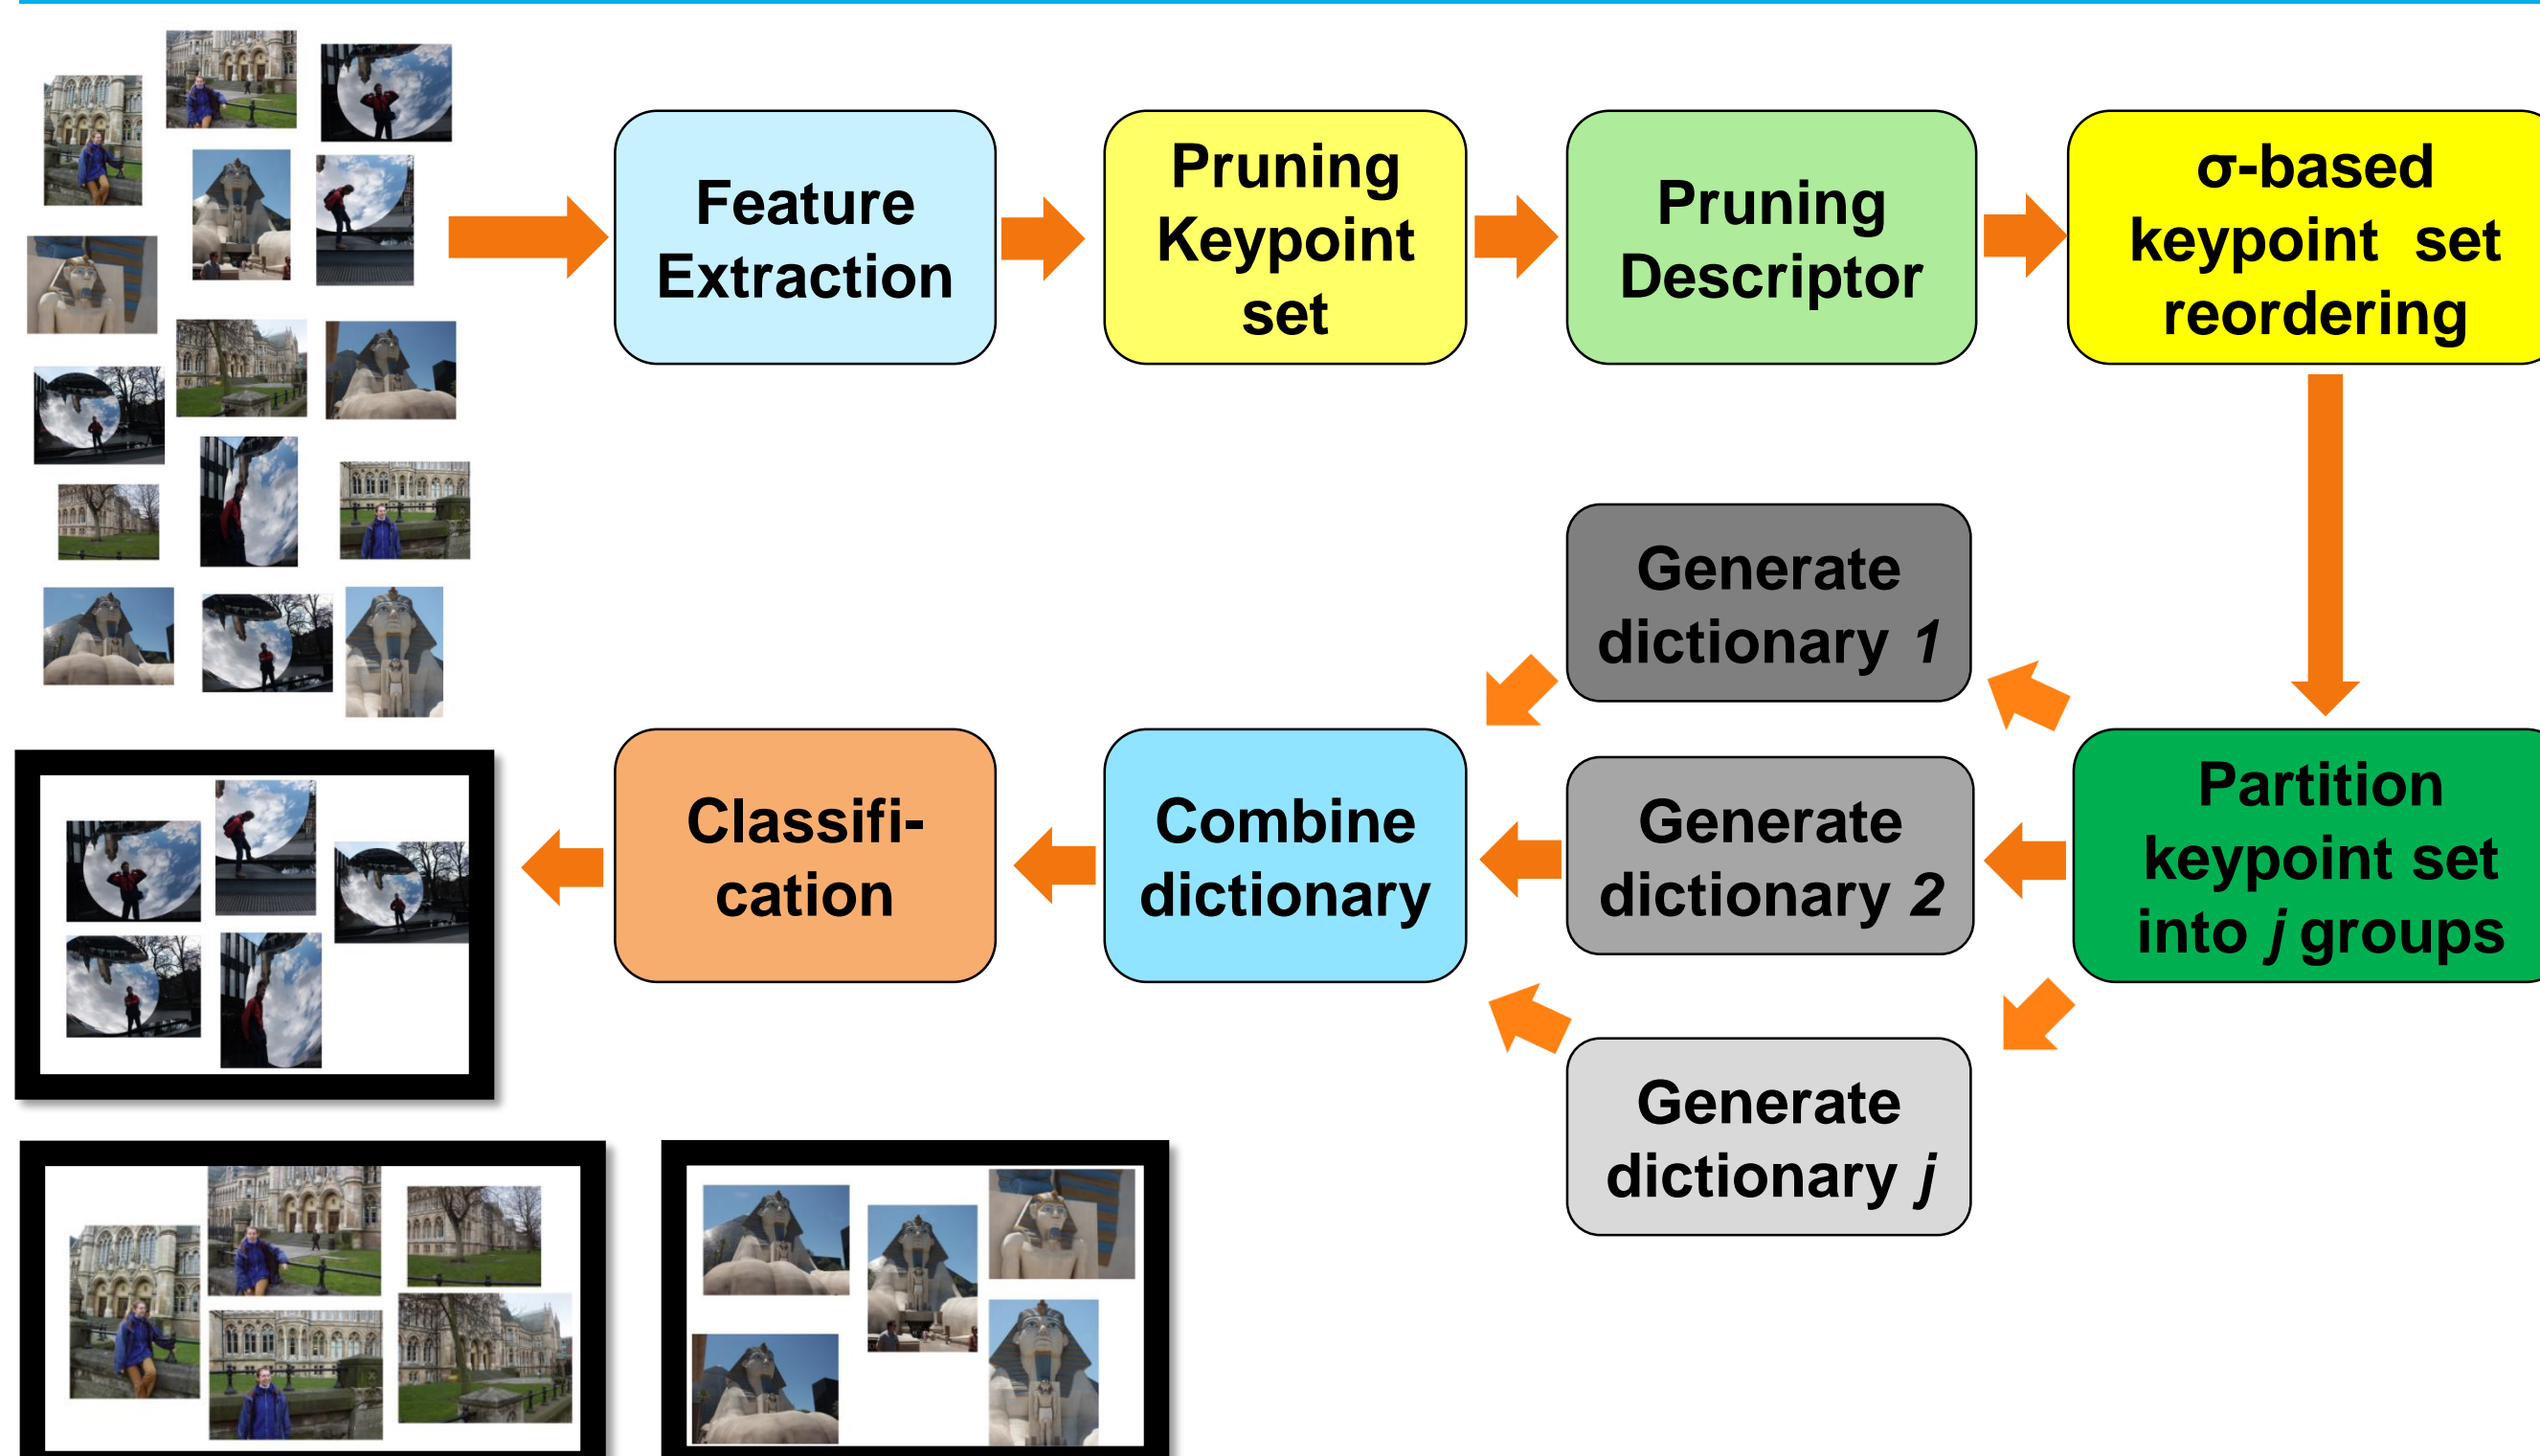 Feature
Extraction
Pruning
Keypoint
set
Pruning
Descriptor
σ-based
keypoint set
reordering
Generate
dictionary 1
Classifi-
cation
Combine
dictionary
Generate
dictionary 2
Partition
keypoint set
into j groups
Generate
dictionary j